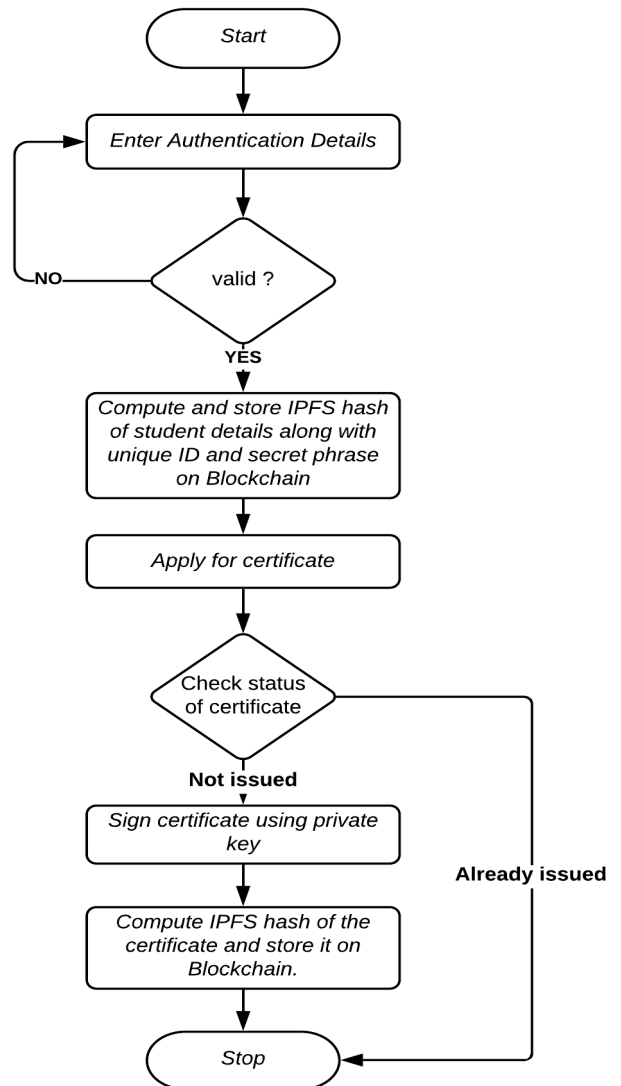 Start
Enter Authentication Details
valid ?
NO
YES
Compute and store IPFS hash
of student details along with
unique ID and secret phrase
on Blockchain
Apply for certificate
Check status
of certificate
Not issued
Sign certificate using private
key
Already issued
Compute IPFS hash of the
certificate and store it on
Blockchain.
Stop